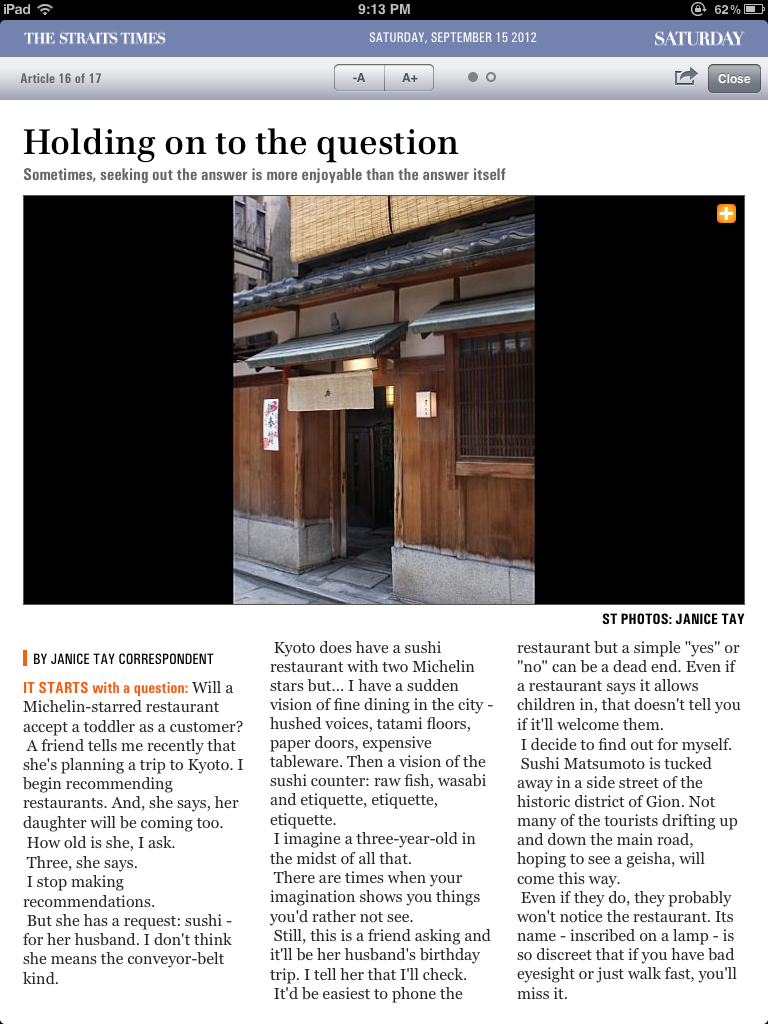 iPad
9:13 PM
62%
THE STRAITS TIMES
SATURDAY, SEPTEMBER 15 2012
SATURDAY
Article 16 of 17
-A
A+
Close
Holding on to the question
Sometimes, seeking out the answer is more enjoyable than the answer itself
ST PHOTOS: JANICE TAY
BY JANICE TAY CORRESPONDENT
IT STARTS with a question: Will a
Michelin-starred restaurant
accept a toddler as a customer?
A friend tells me recently that
she's planning a trip to Kyoto. I
begin recommending
restaurants. And, she says, her
daughter will be coming too.
How old is she, I ask.
Three, she says.
I stop making
recommendations.
But she has a request: sushi -
for her husband. I don't think
she means the conveyor-belt
kind.
Kyoto does have a sushi
restaurant with two Michelin
stars but... I have a sudden
vision of fine dining in the city -
hushed voices, tatami floors,
paper doors, expensive
tableware. Then a vision of the
sushi counter: raw fish, wasabi
and etiquette, etiquette,
etiquette.
I imagine a three-year-old in
the midst of all that.
There are times when your
imagination shows you things
you'd rather not see.
Still, this is a friend asking and
it'll be her husband's birthday
trip. I tell her that I'll check.
It'd be easiest to phone the
restaurant but a simple "yes" or
"no" can be a dead end. Even if
a restaurant says it allows
children in, that doesn't tell you
if it'll welcome them.
I decide to find out for myself.
Sushi Matsumoto is tucked
away in a side street of the
historic district of Gion. Not
many of the tourists drifting up
and down the main road,
hoping to see a geisha, will
come this way.
Even if they do, they probably
won't notice the restaurant. Its
name - inscribed on a lamp - is
so discreet that if you have bad
eyesight or just walk fast, you'll
miss it.